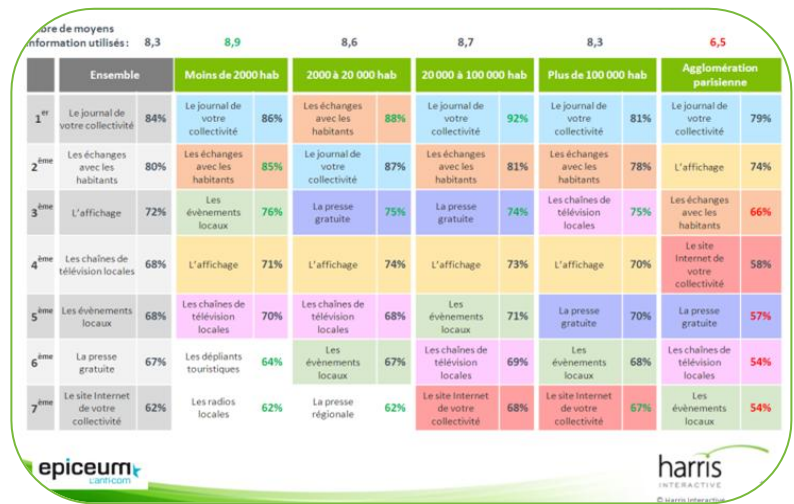 bre de moyens
information utilisés : 8,3 8,9 8,6 8,7 8,3 6,5
Ensemble Moins de 2000 hab 2000 à 20 000 hab 20 000 à 100 000 hab Plus de 100 000 hab Agglomération parisienne
1er Le journal de votre collectivité 84% Le journal de votre collectivité 86% Les échanges avec les habitants 88% Le journal de votre collectivité 92% Le journal de votre collectivité 81% Le journal de votre collectivité 79%
2ème Les échanges avec les habitants 80% Les échanges avec les habitants 85% Le journal de votre collectivité 87% Les échanges avec les habitants 81% Les échanges avec les habitants 78% L'affichage 74%
3ème L'affichage 72% Les évènements locaux 76% La presse gratuite 75% La presse gratuite 74% Les chaînes de télévision locales 75% Les échanges avec les habitants 66%
4ème Les chaînes de télévision locales 68% L'affichage 71% L'affichage 74% L'affichage 73% L'affichage 70% Le site Internet de votre collectivité 58%
5ème Les évènements locaux 68% Les chaînes de télévision locales 70% Les chaînes de télévision locales 68% Les évènements locaux 71% La presse gratuite 70% La presse gratuite 57%
6ème La presse gratuite 67% Les dépliants touristiques 64% Les évènements locaux 67% Les chaînes de télévision locales 69% Les évènements locaux 68% Les chaînes de télévision locales 54%
7ème Le site Internet de votre collectivité 62% Les radios locales 62% La presse régionale 62% Le site Internet de votre collectivité 68% Le site Internet de votre collectivité 67% Les évènements locaux 54%
epiceum
L'anticom
harris
INTERACTIVE
© Harris Interactive